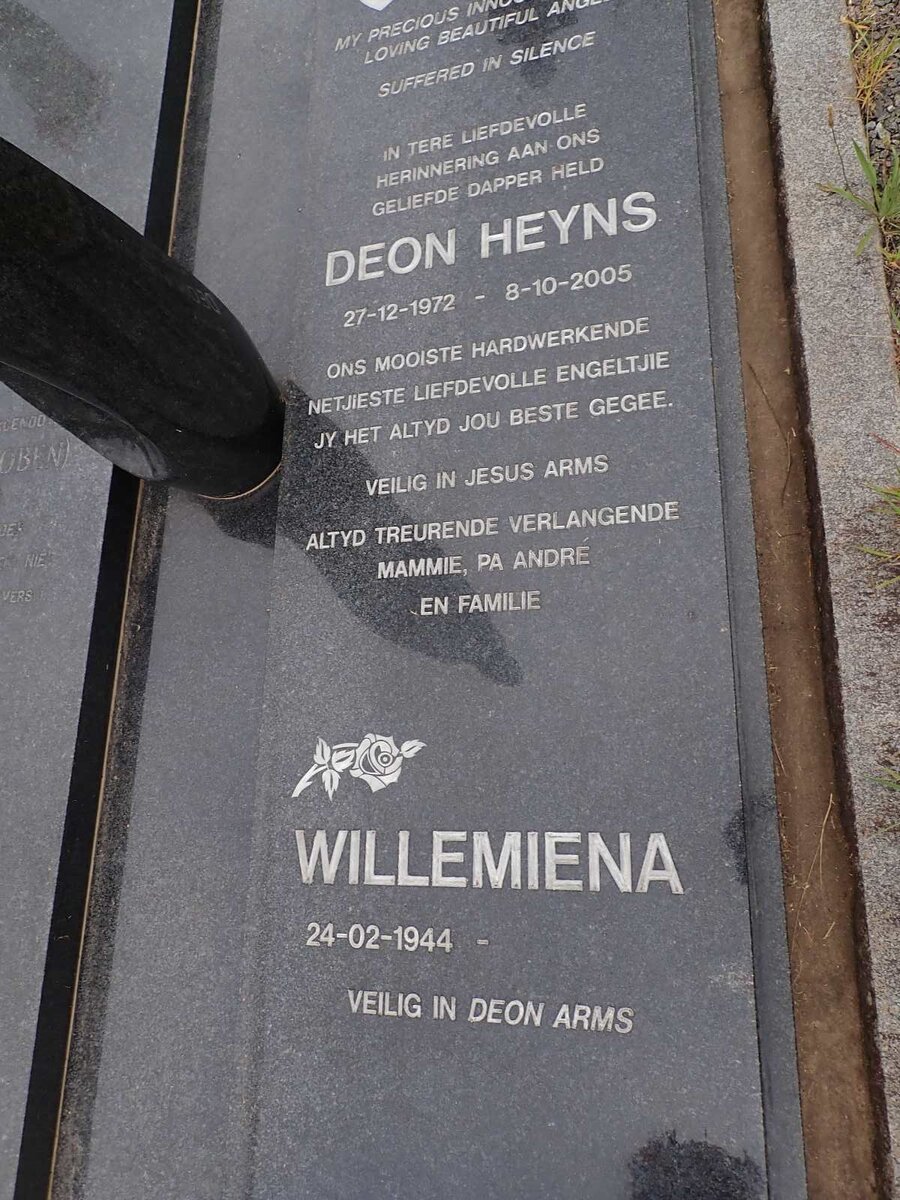 MY PRECIOUS
LOVING BEAUTIFUL
SUFFERED IN SILENCE
IN TERE LIEFDEVOLLE
HERINNERING AAN ONS
GELIEFDE DAPPER HELD
DEON HEYNS
27-12-1972 - 8-10-2005
ONS MOOISTE HARDWERKENDE
NETJIESTE LIEFDEVOLLE ENGELTJIE
JY HET ALTYD JOU BESTE GEGEE.
VEILIG IN JESUS ARMS
ALTYD TREURENDE VERLANGENDE
MAMMIE, PA ANDRÉ
EN FAMILIE
WILLEMIENA
24-02-1944 -
VEILIG IN DEON ARMS